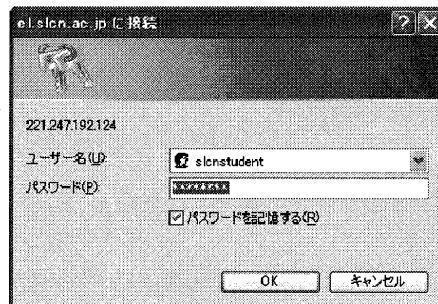 el.slcn.ac.jp に接続
221.247.192.124
ユーザー名(U):
slcnstudent
パスワード(P):
********
パスワードを記憶する(R)
OK
キャンセル